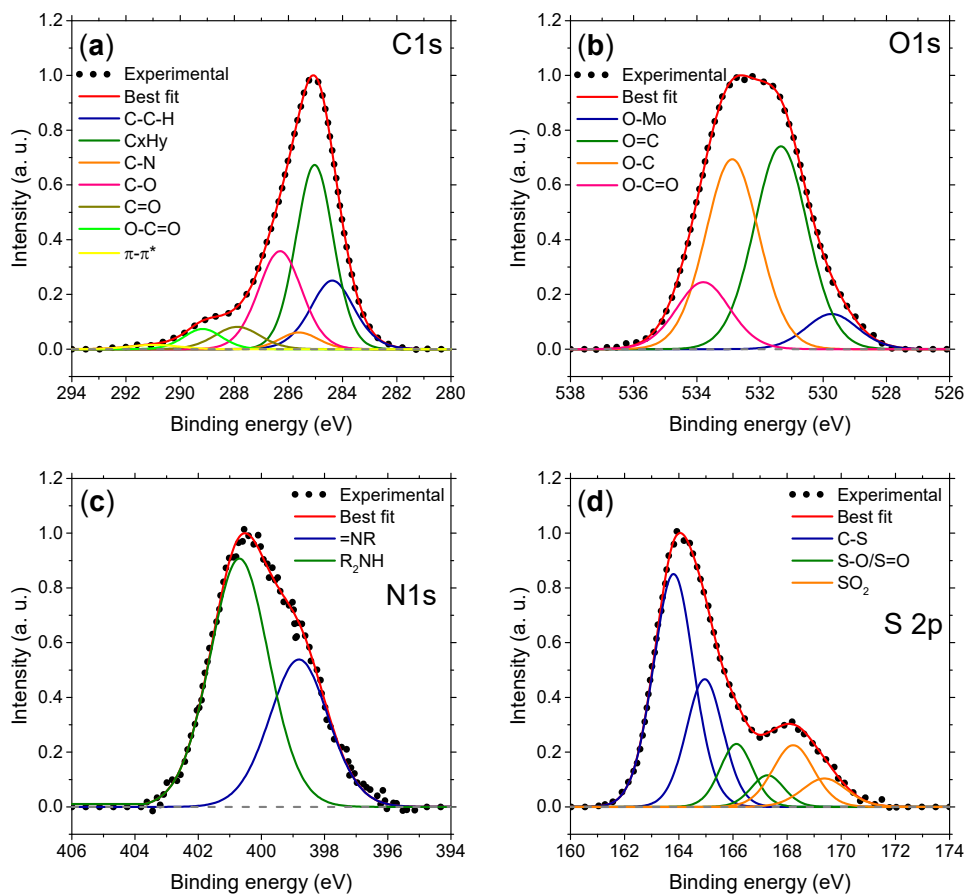 (a)
C1s
Experimental
Best fit
C-C-H
CxHy
C-N
C-O
C=O
O-C=O
π-π*
Intensity (a. u.)
1.2
1.0
0.8
0.6
0.4
0.2
0.0
294 292 290 288 286 284 282 280
Binding energy (eV)
(b)
O1s
Experimental
Best fit
O-Mo
O=C
O-C
O-C=O
Intensity (a. u.)
1.2
1.0
0.8
0.6
0.4
0.2
0.0
538 536 534 532 530 528 526
Binding energy (eV)
(c)
Experimental
Best fit
=NR
R₂NH
N1s
Intensity (a. u.)
1.2
1.0
0.8
0.6
0.4
0.2
0.0
406 404 402 400 398 396 394
Binding energy (eV)
(d)
Experimental
Best fit
C-S
S-O/S=O
SO₂
S 2p
Intensity (a. u.)
1.2
1.0
0.8
0.6
0.4
0.2
0.0
160 162 164 166 168 170 172 174
Binding energy (eV)